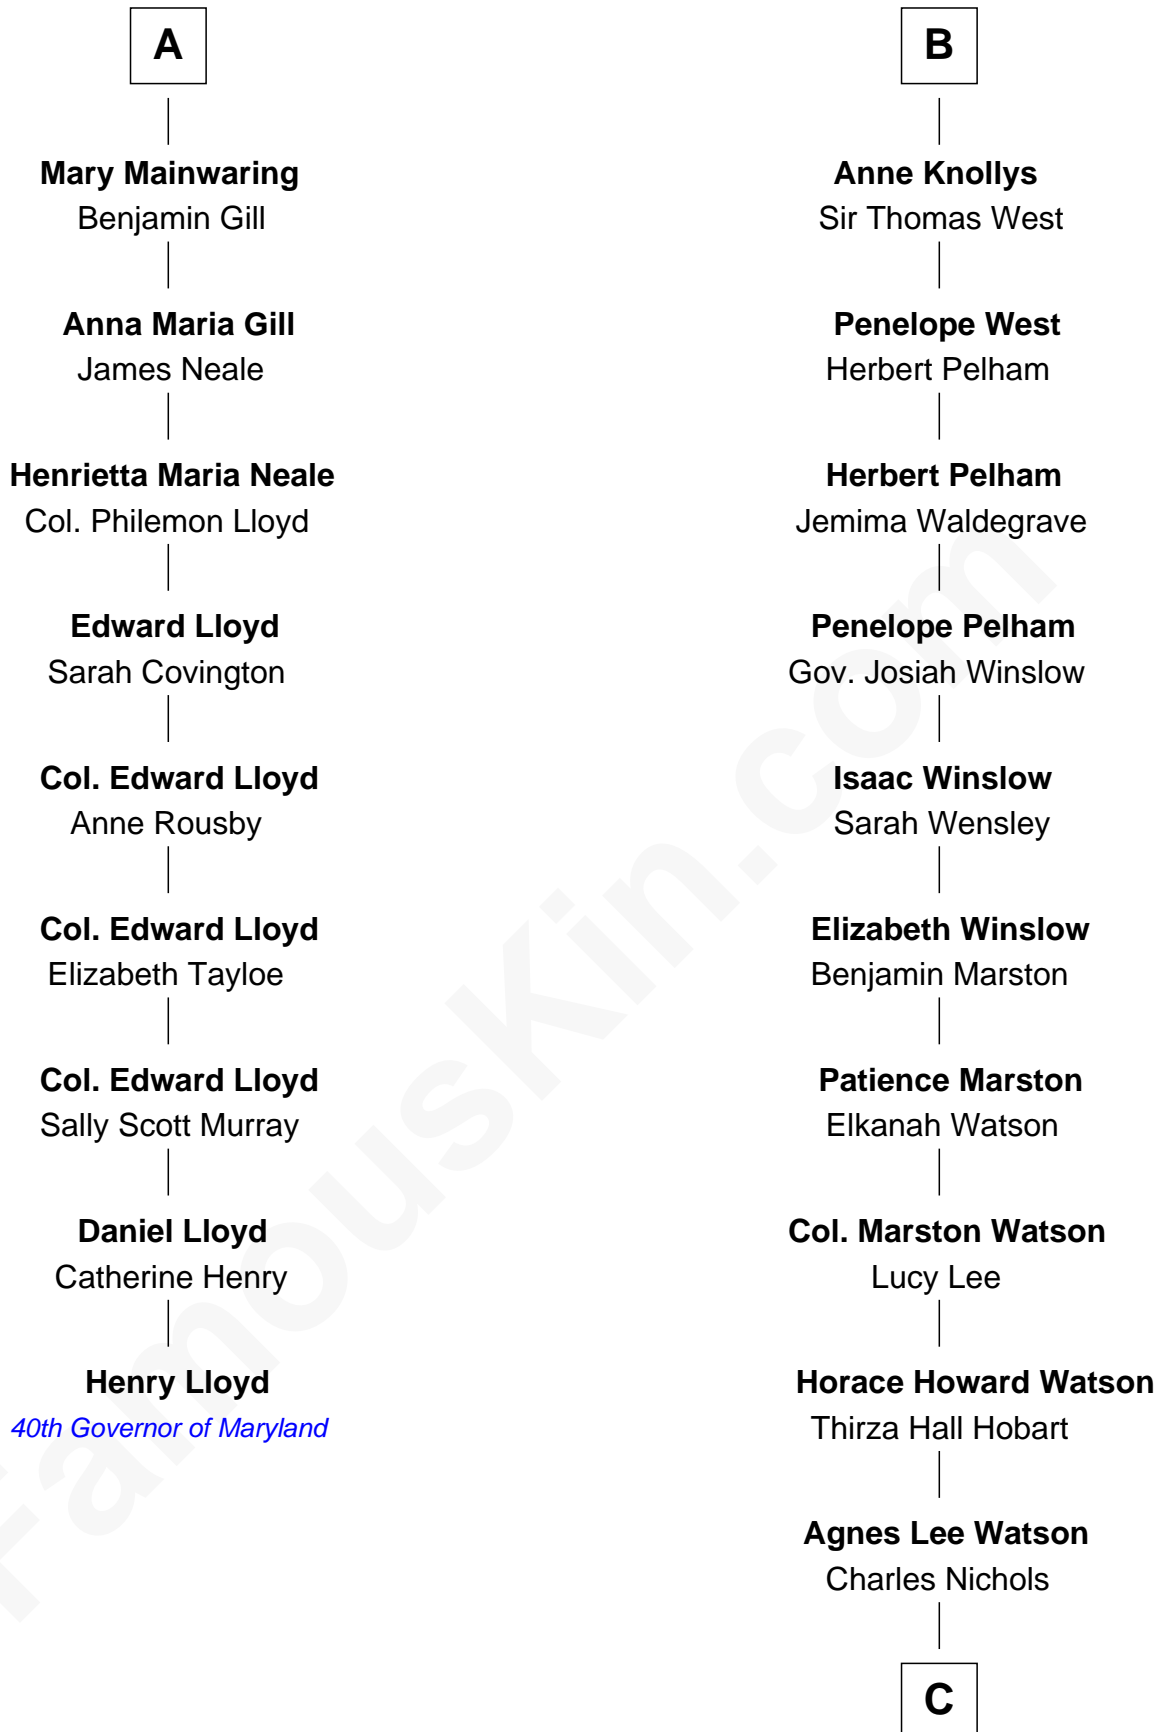 A
Mary Mainwaring
Benjamin Gill
Anna Maria Gill
James Neale
Henrietta Maria Neale
Col. Philemon Lloyd
Edward Lloyd
Sarah Covington
Col. Edward Lloyd
Anne Rousby
Col. Edward Lloyd
Elizabeth Tayloe
Col. Edward Lloyd
Sally Scott Murray
Daniel Lloyd
Catherine Henry
Henry Lloyd
40th Governor of Maryland
B
Anne Knollys
Sir Thomas West
Penelope West
Herbert Pelham
Herbert Pelham
Jemima Waldegrave
Penelope Pelham
Gov. Josiah Winslow
Isaac Winslow
Sarah Wensley
Elizabeth Winslow
Benjamin Marston
Patience Marston
Elkanah Watson
Col. Marston Watson
Lucy Lee
Horace Howard Watson
Thirza Hall Hobart
Agnes Lee Watson
Charles Nichols
C
FamousKin.com